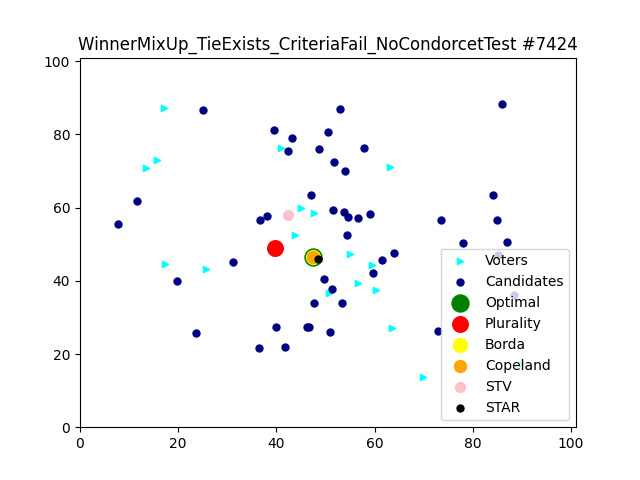 WinnerMixUp_TieExists_CriteriaFail_NoCondorcetTest #7424
100
80
60
40
20
0
0 20 40 60 80 100
Voters
Candidates
Optimal
Plurality
Borda
Copeland
STV
STAR